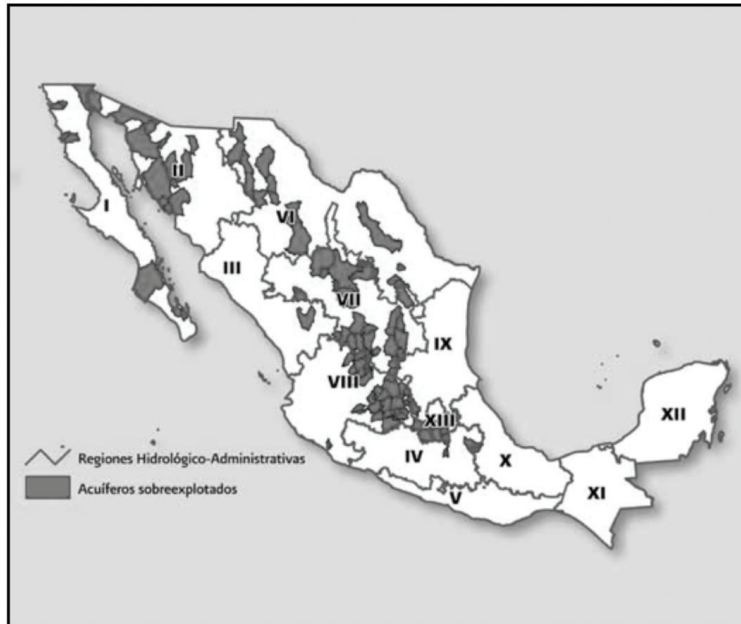 II
I
VI
III
VII
IX
VIII
XII
XIII
IV
X
XI
V
Regiones Hidrológico-Administrativas
Acuíferos sobreexplotados